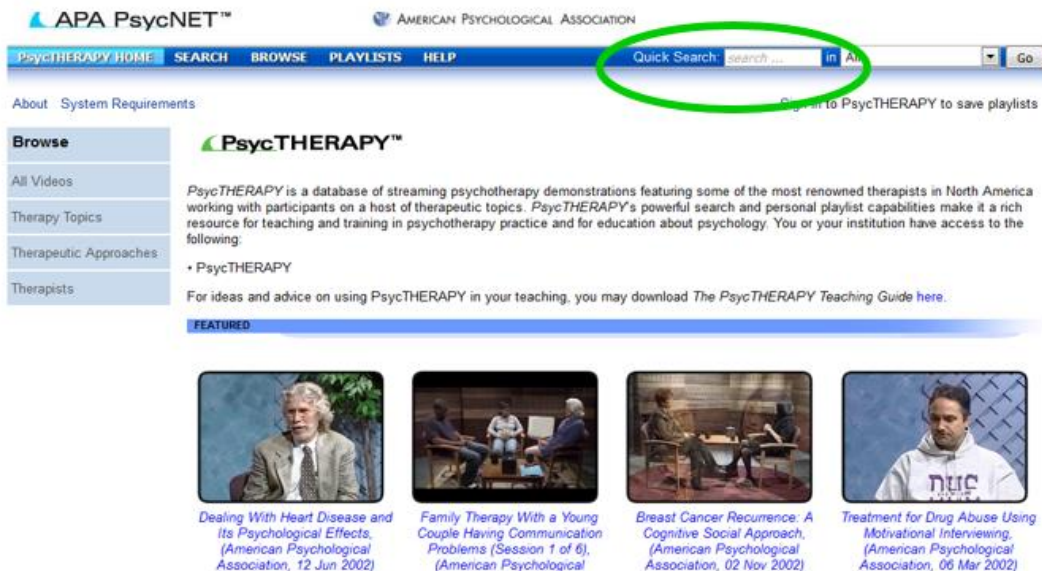 APA PsycNET™
AMERICAN PSYCHOLOGICAL ASSOCIATION
PsycTHERAPY HOME SEARCH BROWSE PLAYLISTS HELP Quick Search: search ... in Go
About System Requirements in to PsycTHERAPY to save playlists
Browse
All Videos
Therapy Topics
Therapeutic Approaches
Therapists
PsycTHERAPY™
PsycTHERAPY is a database of streaming psychotherapy demonstrations featuring some of the most renowned therapists in North America
working with participants on a host of therapeutic topics. PsycTHERAPY's powerful search and personal playlist capabilities make it a rich
resource for teaching and training in psychotherapy practice and for education about psychology. You or your institution have access to the
following:
• PsycTHERAPY
For ideas and advice on using PsycTHERAPY in your teaching, you may download The PsycTHERAPY Teaching Guide here.
FEATURED
Dealing With Heart Disease and
Its Psychological Effects,
(American Psychological
Association, 12 Jun 2002)
Family Therapy With a Young
Couple Having Communication
Problems (Session 1 of 6),
(American Psychological
Breast Cancer Recurrence: A
Cognitive Social Approach,
(American Psychological
Association, 02 Nov 2002)
Treatment for Drug Abuse Using
Motivational Interviewing,
(American Psychological
Association, 06 Mar 2002)